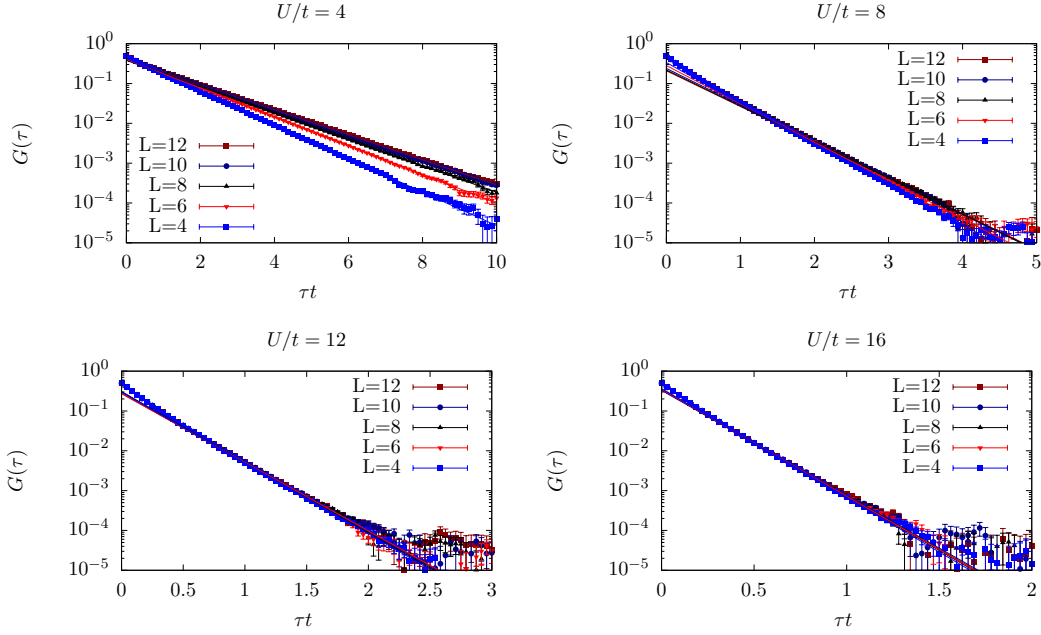 U/t = 4
G(τ)
10^0
10^-1
10^-2
10^-3
10^-4
10^-5
0 2 4 6 8 10
τt
L=12
L=10
L=8
L=6
L=4
U/t = 8
G(τ)
10^0
10^-1
10^-2
10^-3
10^-4
10^-5
0 1 2 3 4 5
τt
L=12
L=10
L=8
L=6
L=4
U/t = 12
G(τ)
10^0
10^-1
10^-2
10^-3
10^-4
10^-5
0 0.5 1 1.5 2 2.5 3
τt
L=12
L=10
L=8
L=6
L=4
U/t = 16
G(τ)
10^0
10^-1
10^-2
10^-3
10^-4
10^-5
0 0.5 1 1.5 2
τt
L=12
L=10
L=8
L=6
L=4